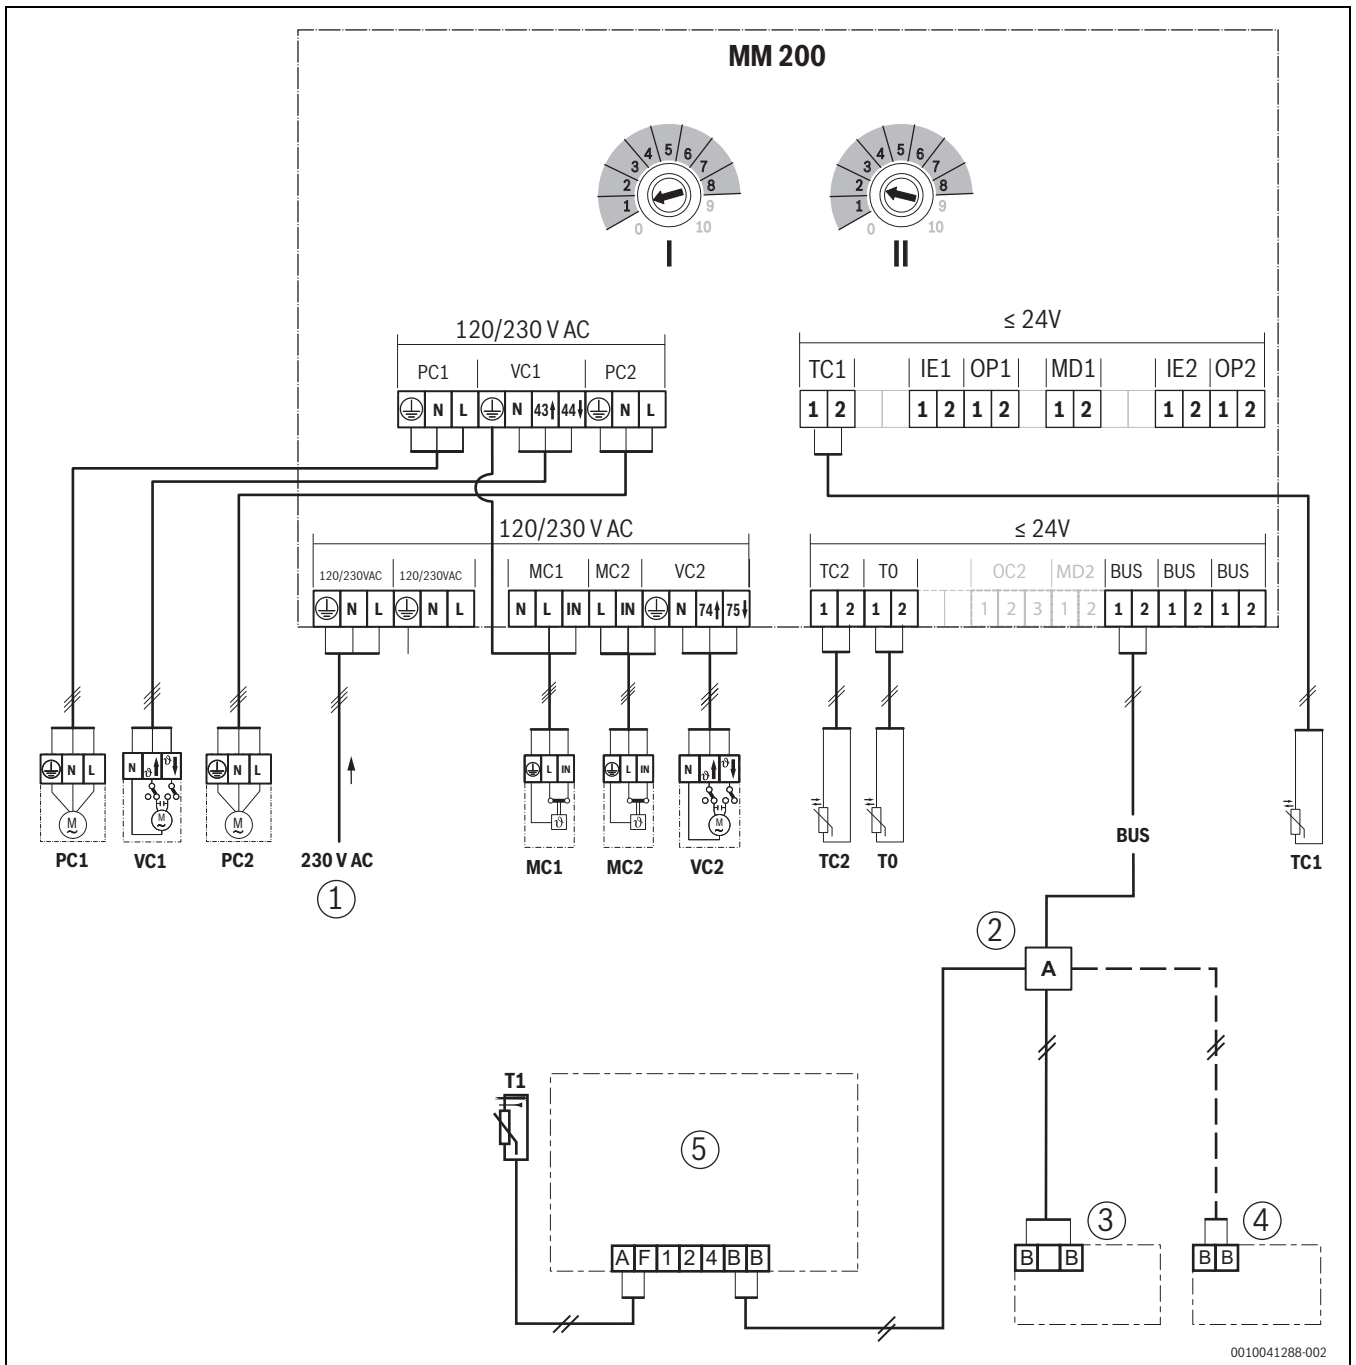 MM 200
0 1 2 3 4 5 6 7 8 9 10
I
0 1 2 3 4 5 6 7 8 9 10
II
120/230 V AC
PC1 VC1 PC2
N L N 43 44 N L
≤ 24V
TC1 IE1 OP1 MD1 IE2 OP2
1 2 1 2 1 2 1 2 1 2 1 2
120/230 V AC
120/230VAC 120/230VAC MC1 MC2 VC2
N L N L N L IN L IN N 74 75
≤ 24V
TC2 T0 OC2 MD2 BUS BUS BUS
1 2 1 2 1 2 3 1 2 1 2 1 2 1 2
N L
M
~
PC1
N ϑ ϑ
M
~
VC1
N L
M
~
PC2
230 V AC
1
L IN
ϑ
MC1
L IN
ϑ
MC2
N ϑ ϑ
M
~
VC2
TC2
T0
BUS
TC1
2
A
T1
5
A F 1 2 4 B B
3
B B
4
B B
0010041288-002